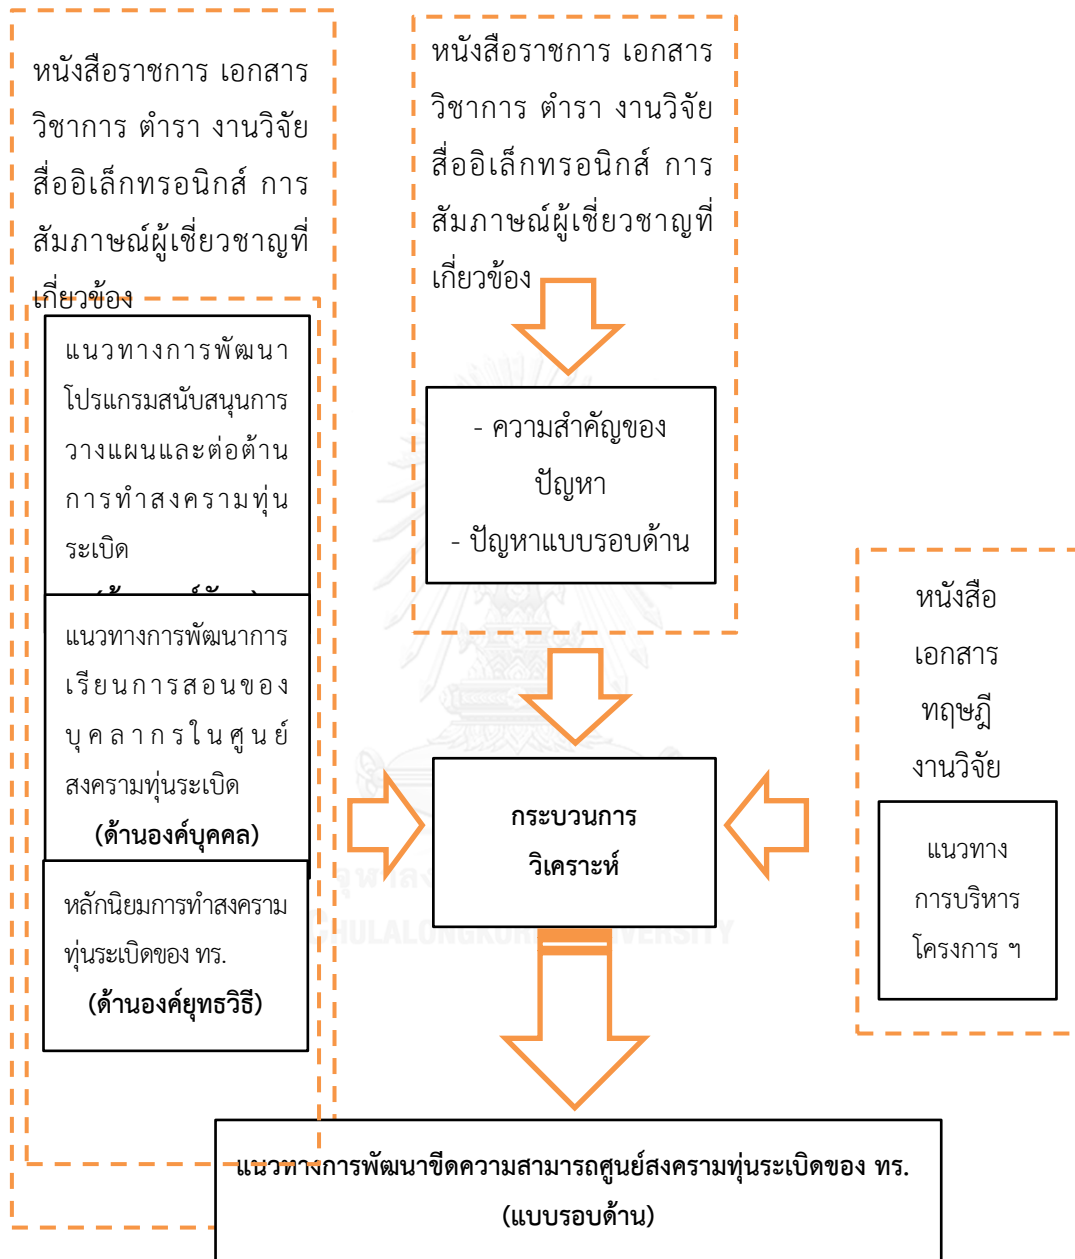 หนังสือราชการ เอกสาร
วิชาการ ตำรา งานวิจัย
สื่ออิเล็กทรอนิกส์ การ
สัมภาษณ์ผู้เชี่ยวชาญที่
เกี่ยวข้อง
แนวทางการพัฒนา
โปรแกรมสนับสนุนการ
วางแผนและต่อต้าน
การทำสงครามทุ่น
ระเบิด
แนวทางการพัฒนาการ
เรียนการสอนของ
บุคลากรในศูนย์
สงครามทุ่นระเบิด
(ด้านองค์บุคคล)
หลักนิยมการทำสงคราม
ทุ่นระเบิดของ ทร.
(ด้านองค์ยุทธวิธี)
หนังสือราชการ เอกสาร
วิชาการ ตำรา งานวิจัย
สื่ออิเล็กทรอนิกส์ การ
สัมภาษณ์ผู้เชี่ยวชาญที่
เกี่ยวข้อง
- ความสำคัญของ
ปัญหา
- ปัญหาแบบรอบด้าน
กระบวนการ
วิเคราะห์
หนังสือ
เอกสาร
ทฤษฎี
งานวิจัย
แนวทาง
การบริหาร
โครงการ ฯ
แนวทางการพัฒนาขีดความสามารถศูนย์สงครามทุ่นระเบิดของ ทร.
(แบบรอบด้าน)